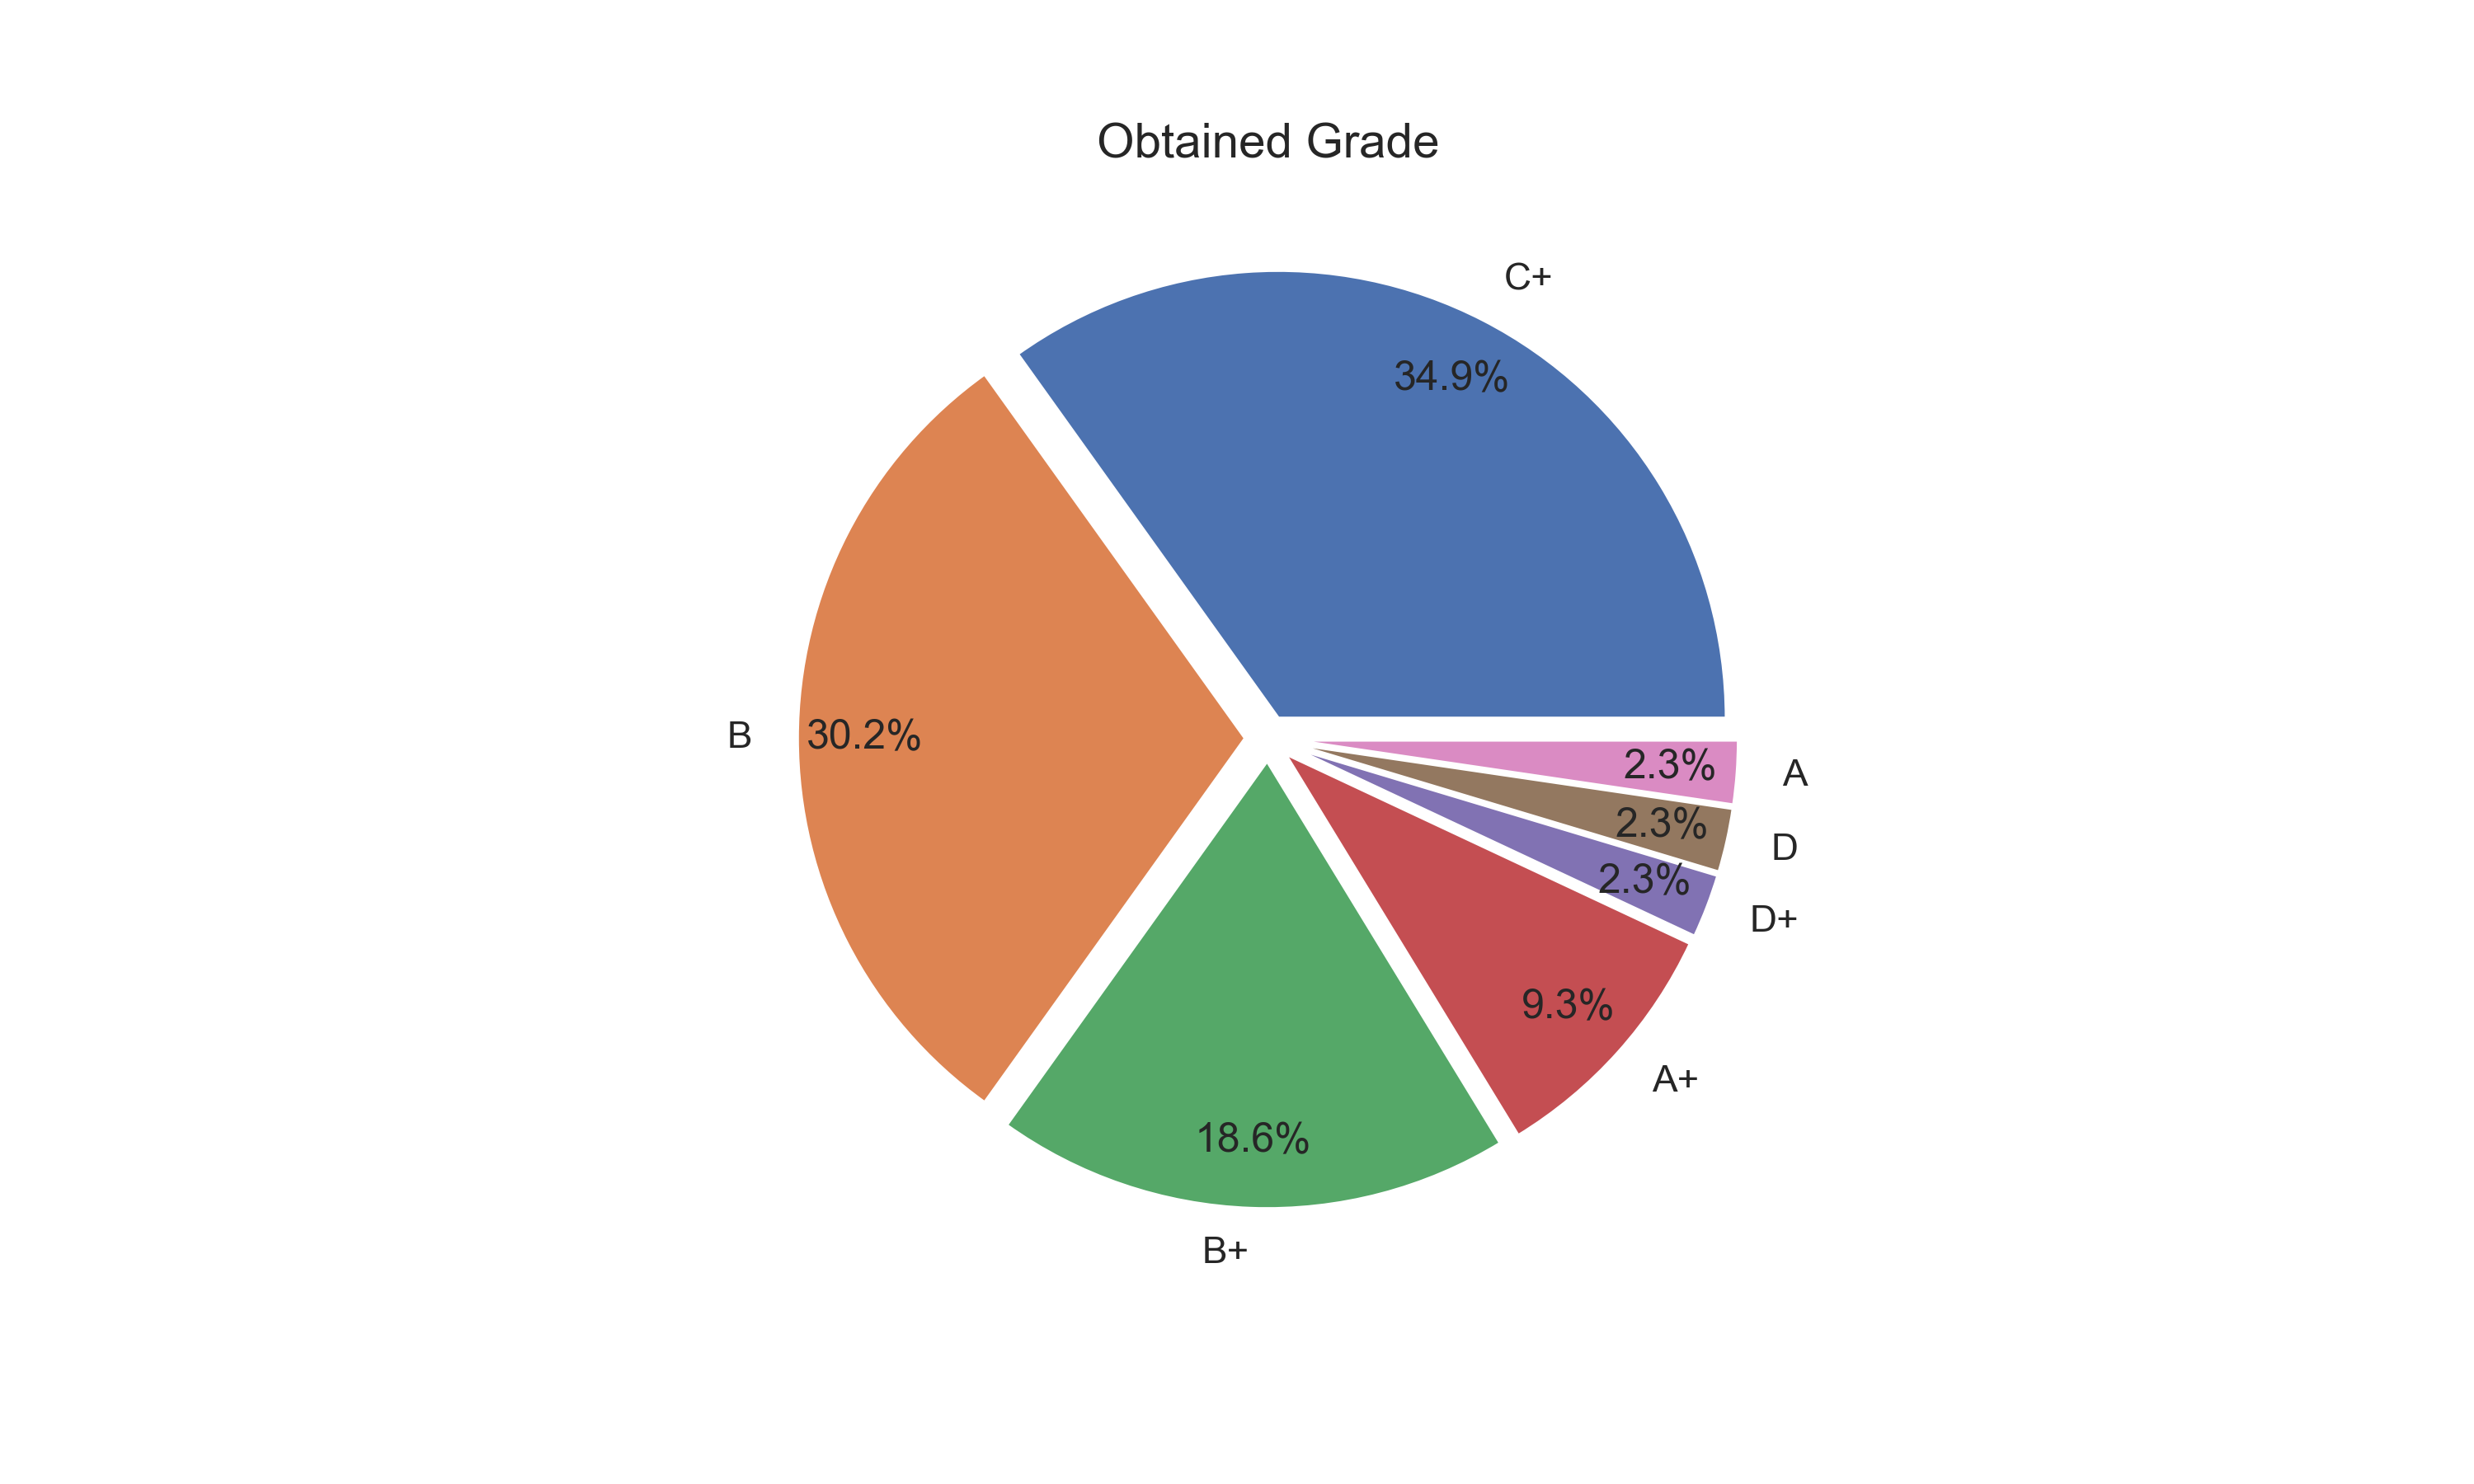 Obtained Grade
C+
34.9%
B
30.2%
2.3%
A
2.3%
D
2.3%
D+
9.3%
A+
18.6%
B+